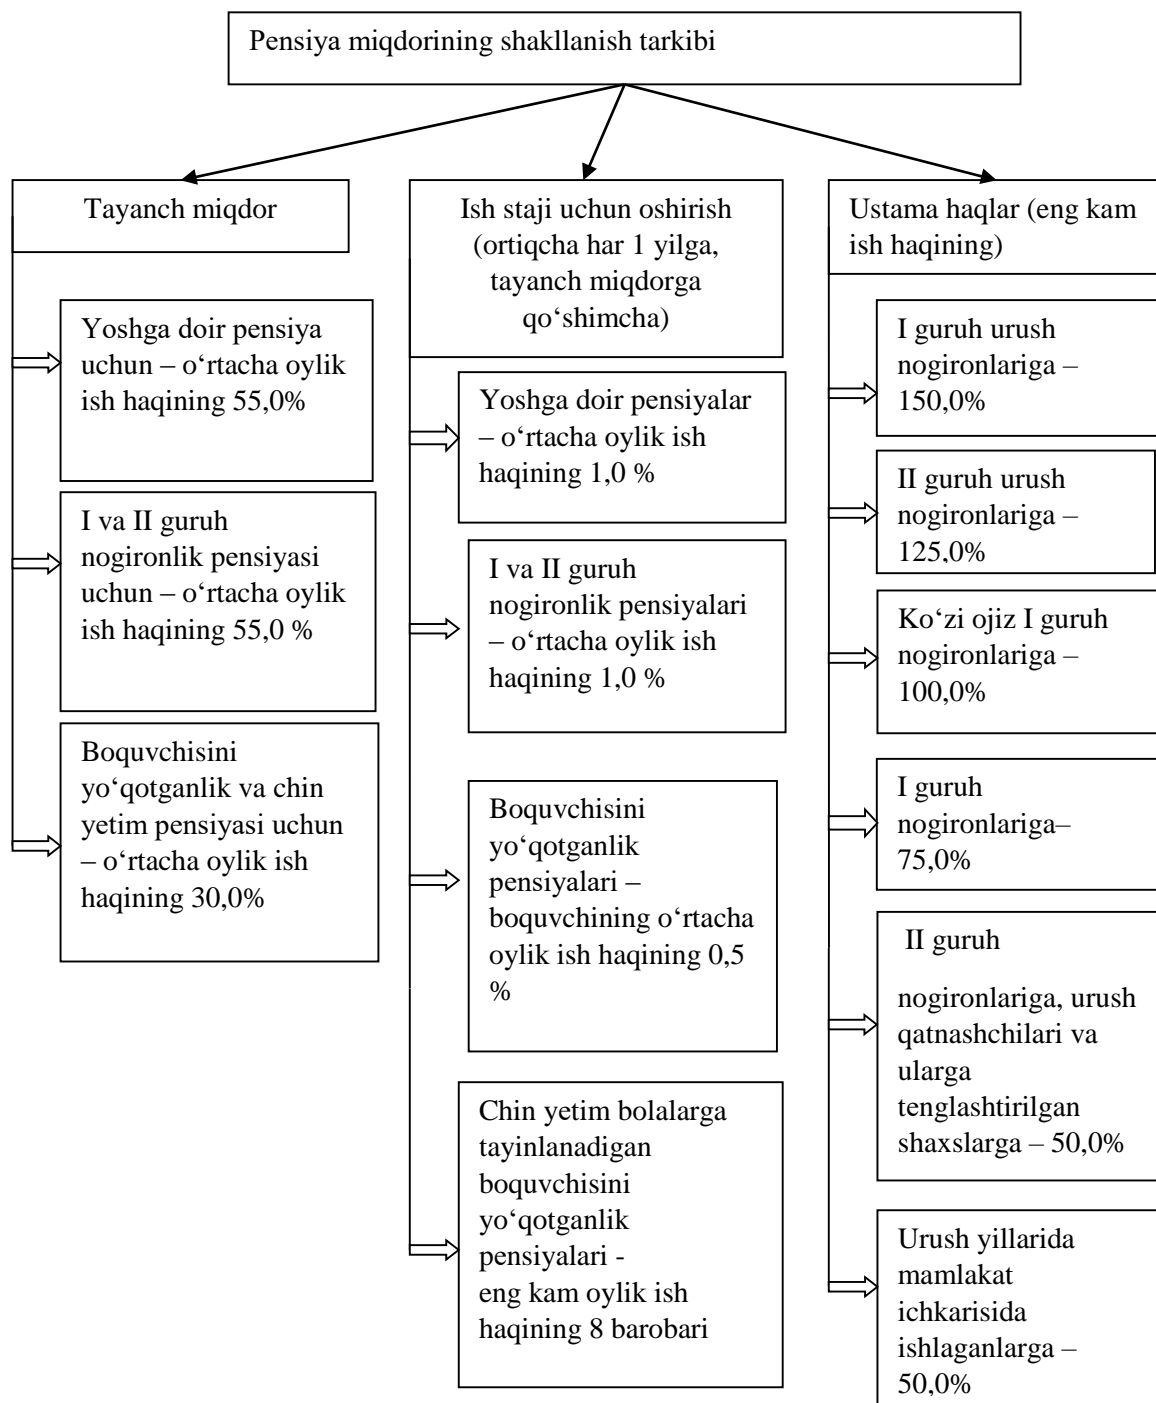 Pensiya miqdorining shakllanish tarkibi
Tayanch miqdor
Yoshga doir pensiya
uchun – o‘rtacha oylik
ish haqining 55,0%
I va II guruh
nogironlik pensiyasi
uchun – o‘rtacha oylik
ish haqining 55,0 %
Boquvchisini
yo‘qotganlik va chin
yetim pensiyasi uchun
– o‘rtacha oylik ish
haqining 30,0%
Ish staji uchun oshirish
(ortiqcha har 1 yilga,
tayanch miqdorga
qo‘shimcha)
Yoshga doir pensiyalar
– o‘rtacha oylik ish
haqining 1,0 %
I va II guruh
nogironlik pensiyalari
– o‘rtacha oylik ish
haqining 1,0 %
Boquvchisini
yo‘qotganlik
pensiyalari –
boquvchining o‘rtacha
oylik ish haqining 0,5
%
Chin yetim bolalarga
tayinlanadigan
boquvchisini
yo‘qotganlik
pensiyalari -
eng kam oylik ish
haqining 8 barobari
Ustama haqlar (eng kam
ish haqining)
I guruh urush
nogironlariga –
150,0%
II guruh urush
nogironlariga –
125,0%
Ko‘zi ojiz I guruh
nogironlariga –
100,0%
I guruh
nogironlariga–
75,0%
II guruh
nogironlariga, urush
qatnashchilari va
ularga
tenglashtirilgan
shaxslarga – 50,0%
Urush yillarida
mamlakat
ichkarisida
ishlaganlarga –
50,0%